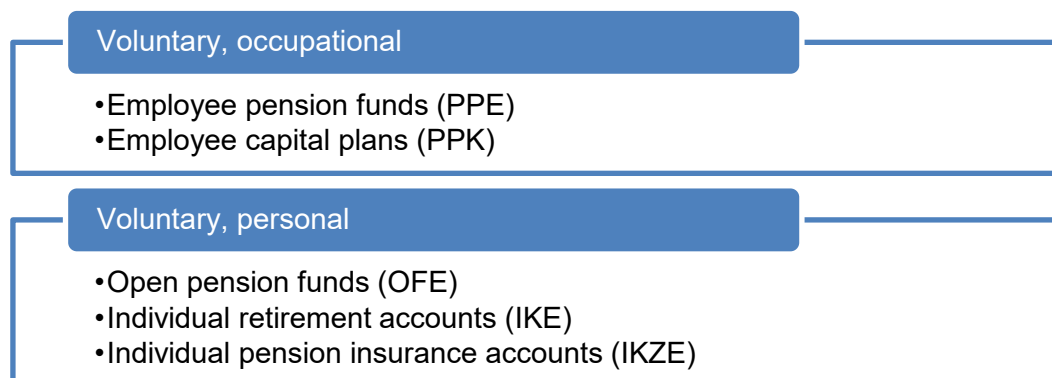 Voluntary, occupational
•Employee pension funds (PPE)
•Employee capital plans (PPK)
Voluntary, personal
•Open pension funds (OFE)
•Individual retirement accounts (IKE)
•Individual pension insurance accounts (IKZE)